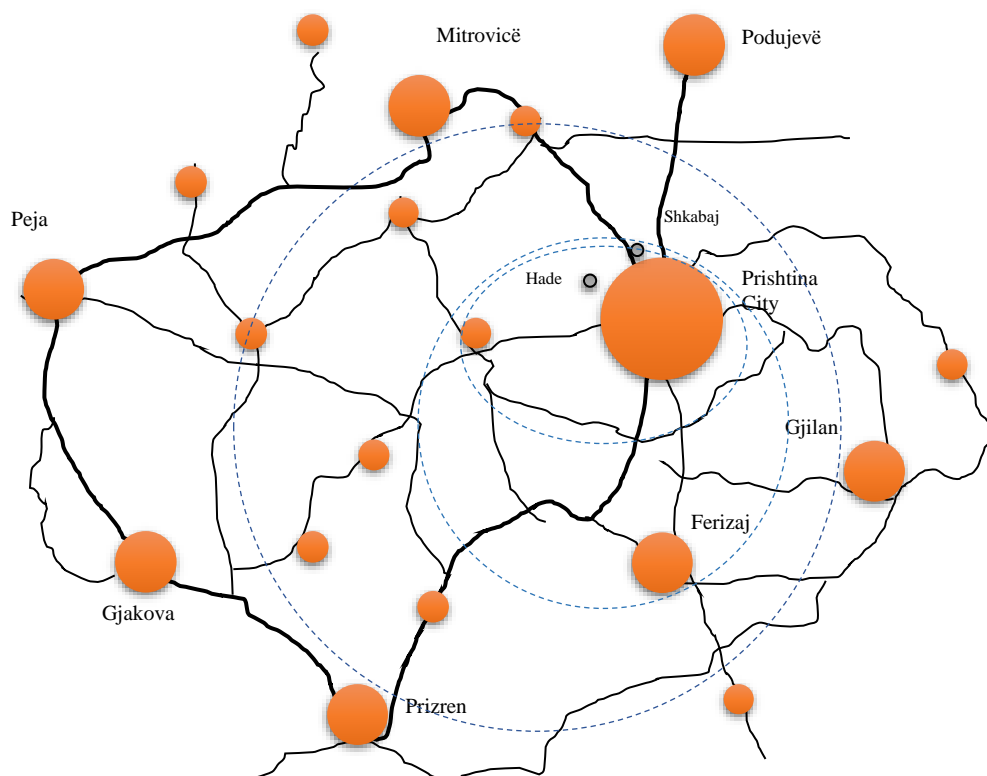 Mitrovicë
Podujevë
Peja
Shkabaj
Hade
Prishtina
City
Gjilan
Ferizaj
Gjakova
Prizren